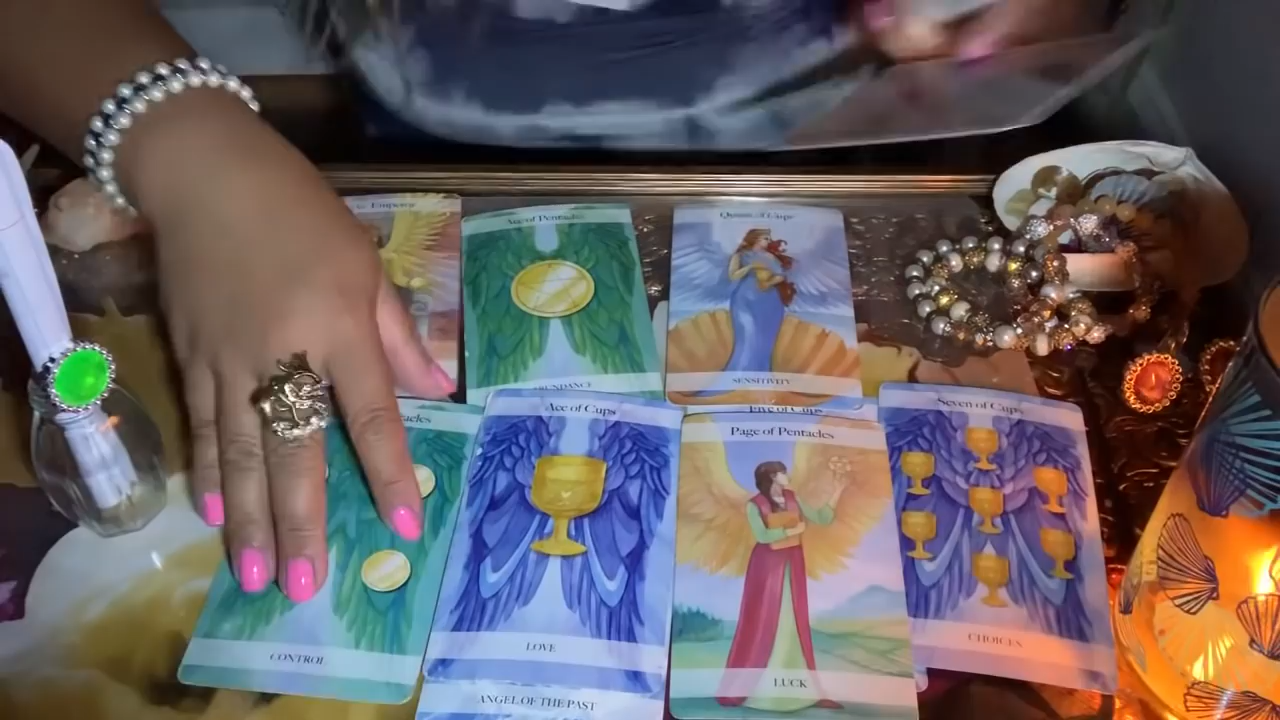 Emperor
Ace of Pentacles
Queen of Cups
SENSITIVITY
Ace of Cups
Five of Cups
Seven of Cups
Page of Pentacles
CONTROL
LOVE
CHOICES
LUCK
ANGEL OF THE PAST